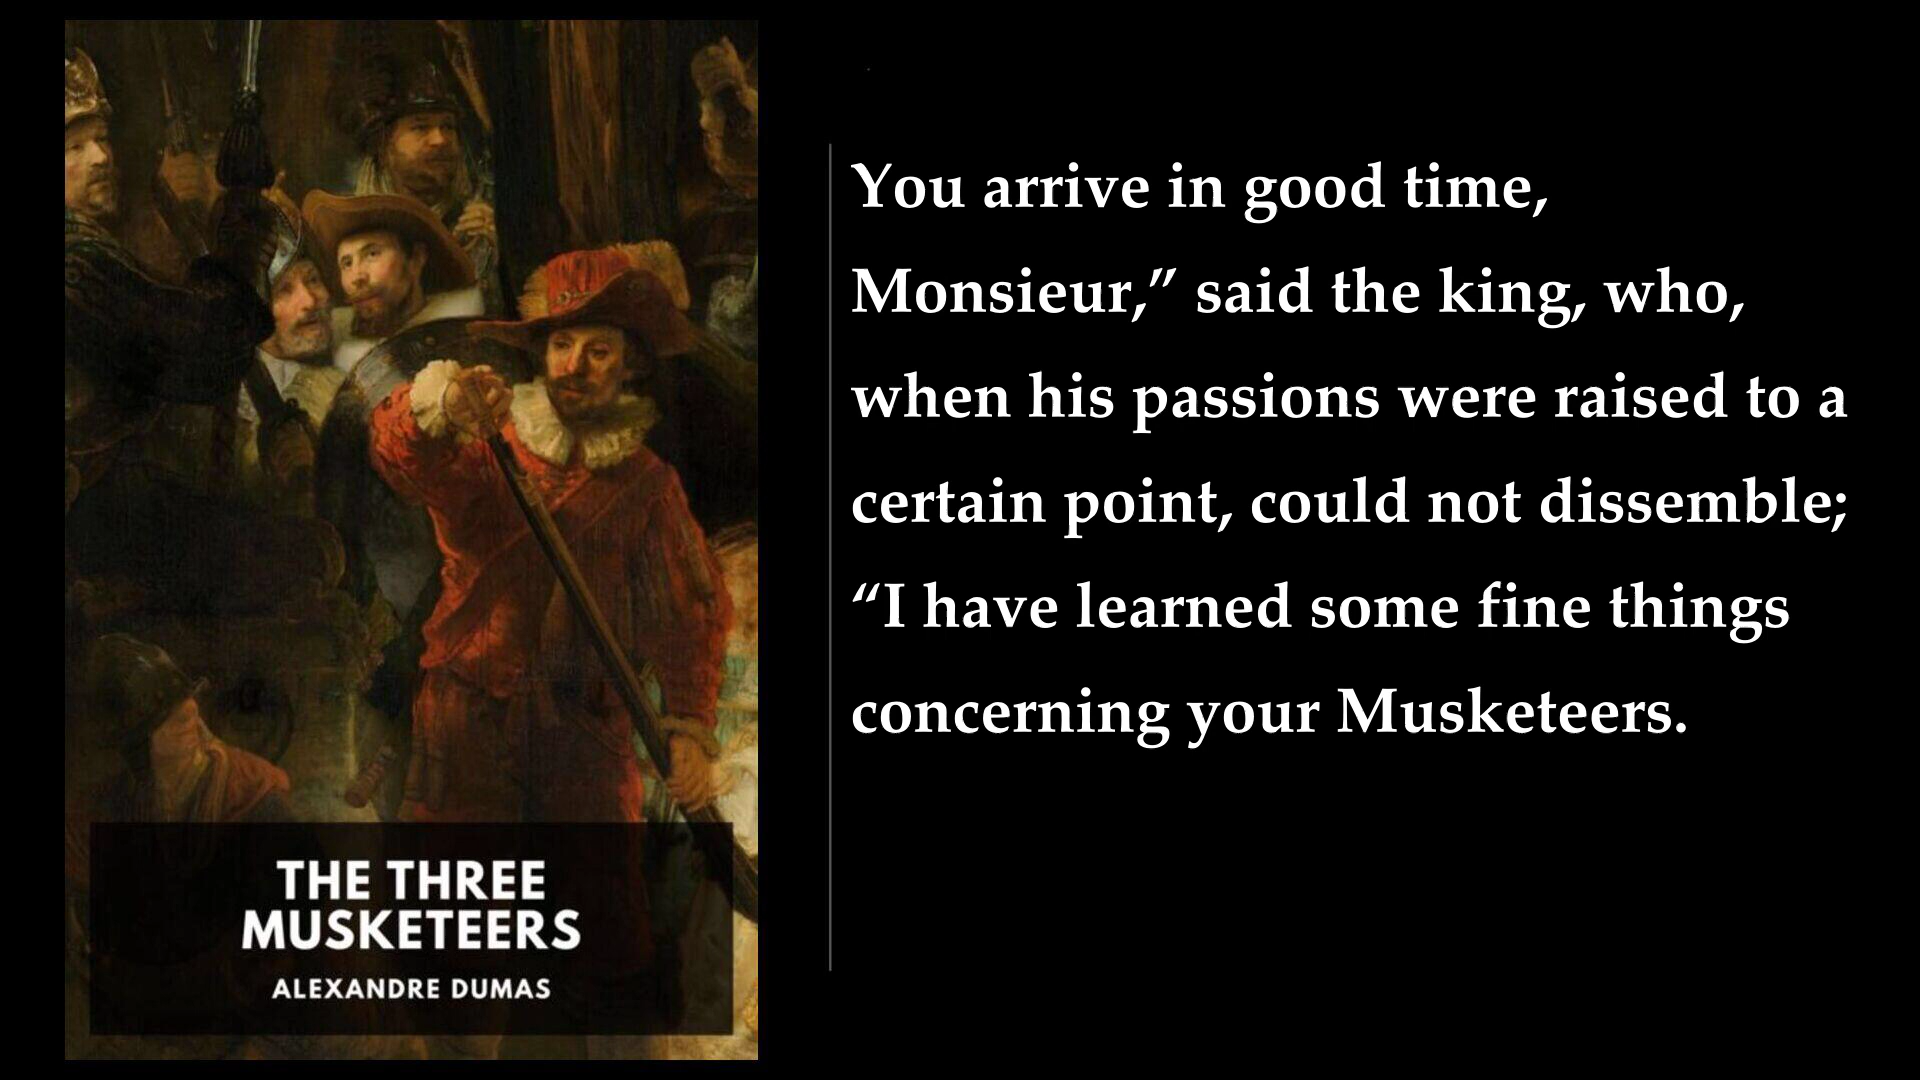 You arrive in good time,
Monsieur,” said the king, who,
when his passions were raised to a
certain point, could not dissemble;
“I have learned some fine things
concerning your Musketeers.
THE THREE
MUSKETEERS
ALEXANDRE DUMAS